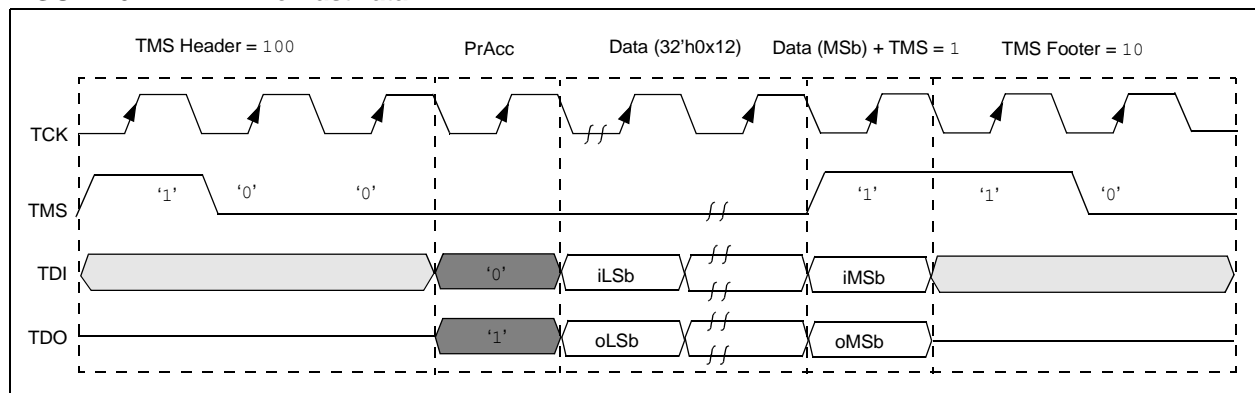 TMS Header = 100 PrAcc Data (32'h0x12) Data (MSb) + TMS = 1 TMS Footer = 10
TCK
TMS '1' '0' '0' '1' '1' '0'
TDI '0' iLSb iMSb
TDO '1' oLSb oMSb